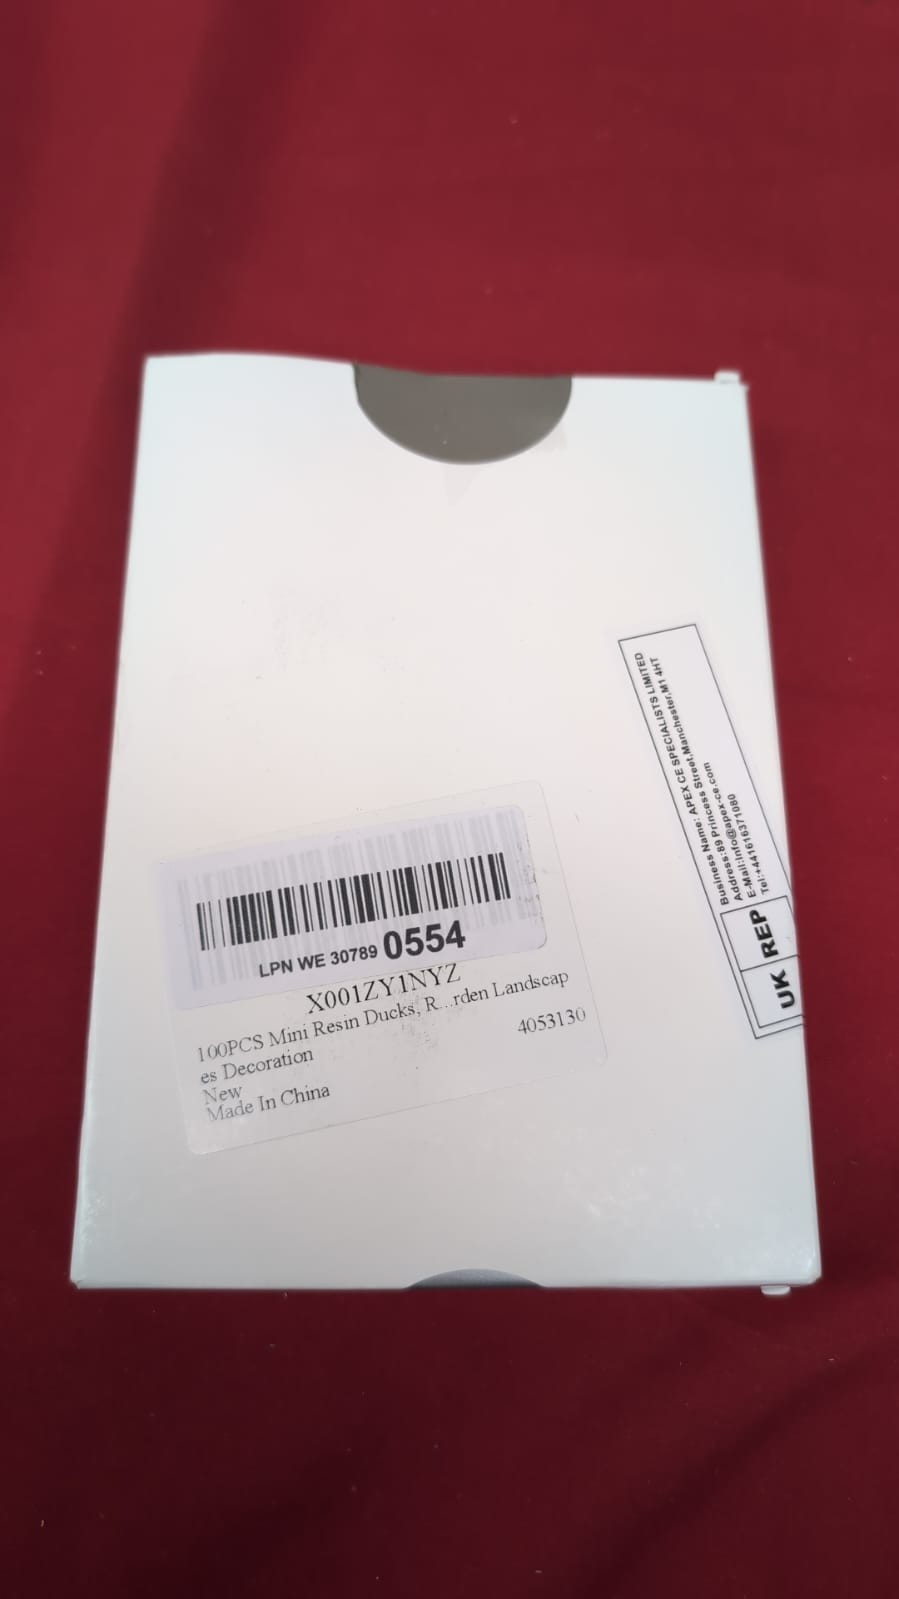 LPN WE 30789 0554
X001ZY1NYZ
100PCS Mini Resin Ducks, R...rden Landscap
es Decoration
4053130
New
Made In China
Business Name: APEX CE SPECIALISTS LIMITED
Address:89 Princess Street,Manchester,M1 4HT
E-Mail:Info@apex-ce.com
Tel:+441616371080
UK REP